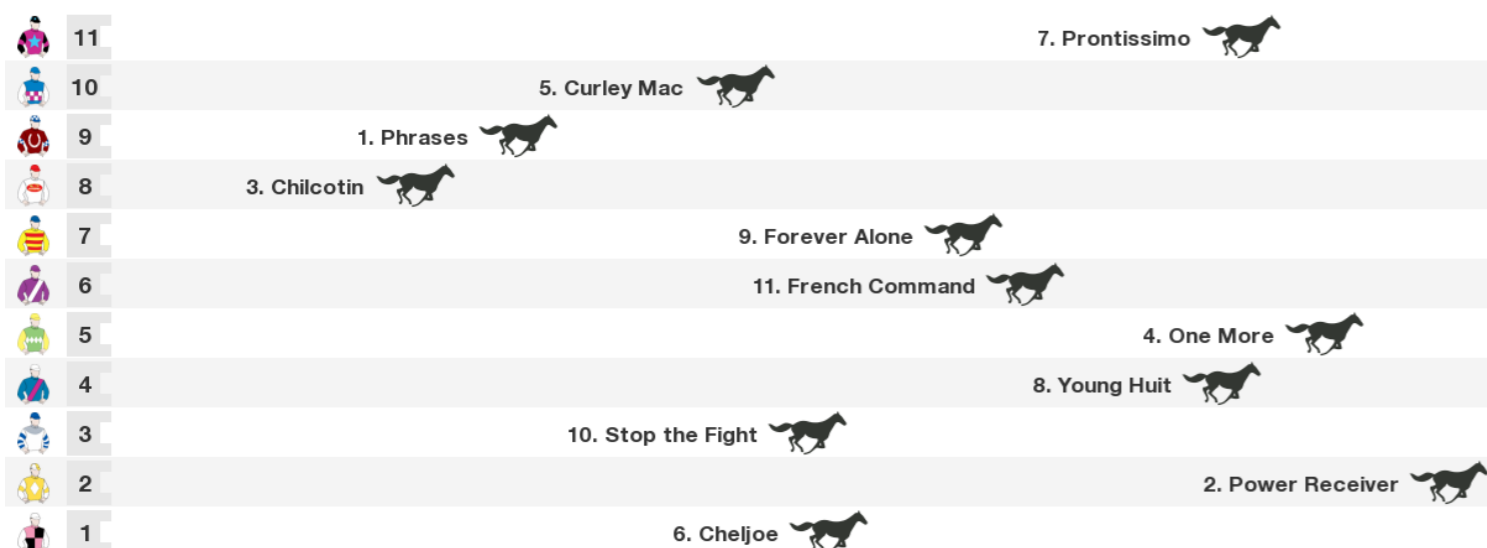 11 7. Prontissimo
10 5. Curley Mac
9 1. Phrases
8 3. Chilcotin
7 9. Forever Alone
6 11. French Command
5 4. One More
4 8. Young Huit
3 10. Stop the Fight
2 2. Power Receiver
1 6. Cheljoe